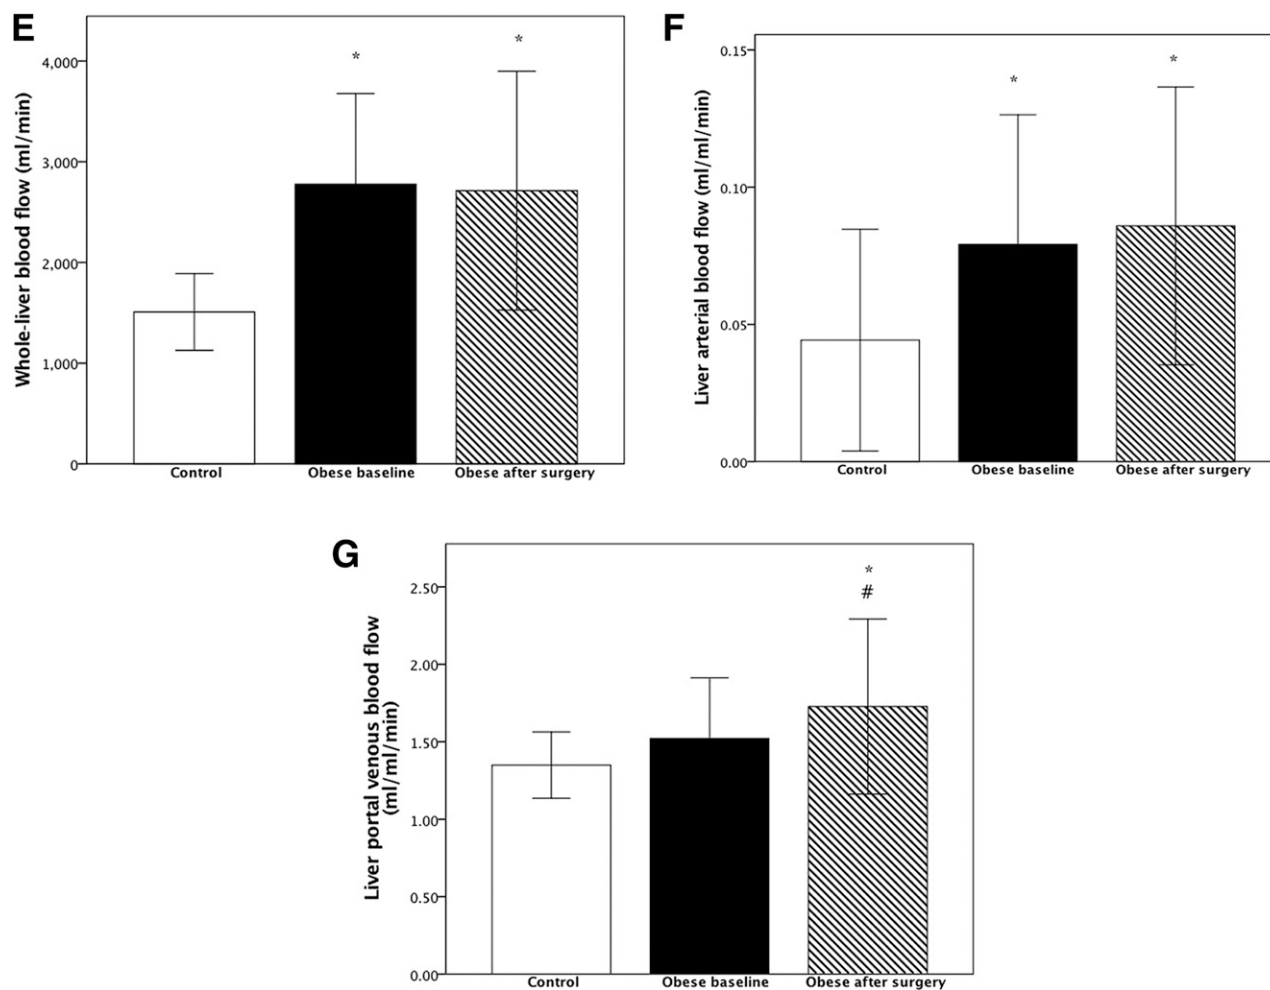 E
Whole-liver blood flow (ml/min)
4,000
3,000
2,000
1,000
0
*
*
Control
Obese baseline
Obese after surgery
F
Liver arterial blood flow (ml/ml/min)
0.15
0.10
0.05
0.00
*
*
Control
Obese baseline
Obese after surgery
G
Liver portal venous blood flow
(ml/ml/min)
2.50
2.00
1.50
1.00
0.50
0.00
*
#
Control
Obese baseline
Obese after surgery